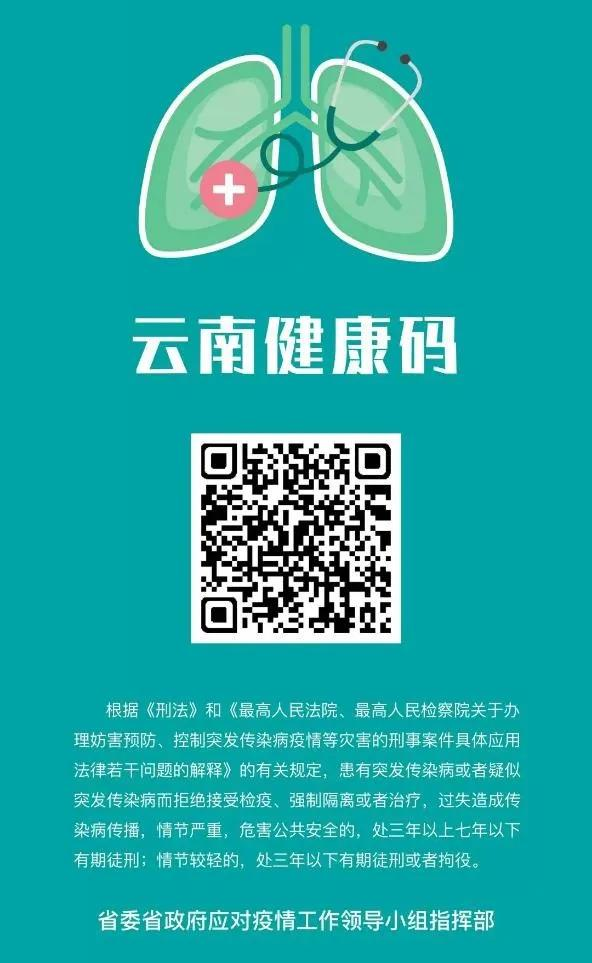 云南健康码
根据《刑法》和《最高人民法院、最高人民检察院关于办
理妨害预防、控制突发传染病疫情等灾害的刑事案件具体应用
法律若干问题的解释》的有关规定，患有突发传染病或者疑似
突发传染病而拒绝接受检疫、强制隔离或者治疗，过失造成传
染病传播，情节严重，危害公共安全的，处三年以上七年以下
有期徒刑；情节较轻的，处三年以下有期徒刑或者拘役。
省委省政府应对疫情工作领导小组指挥部